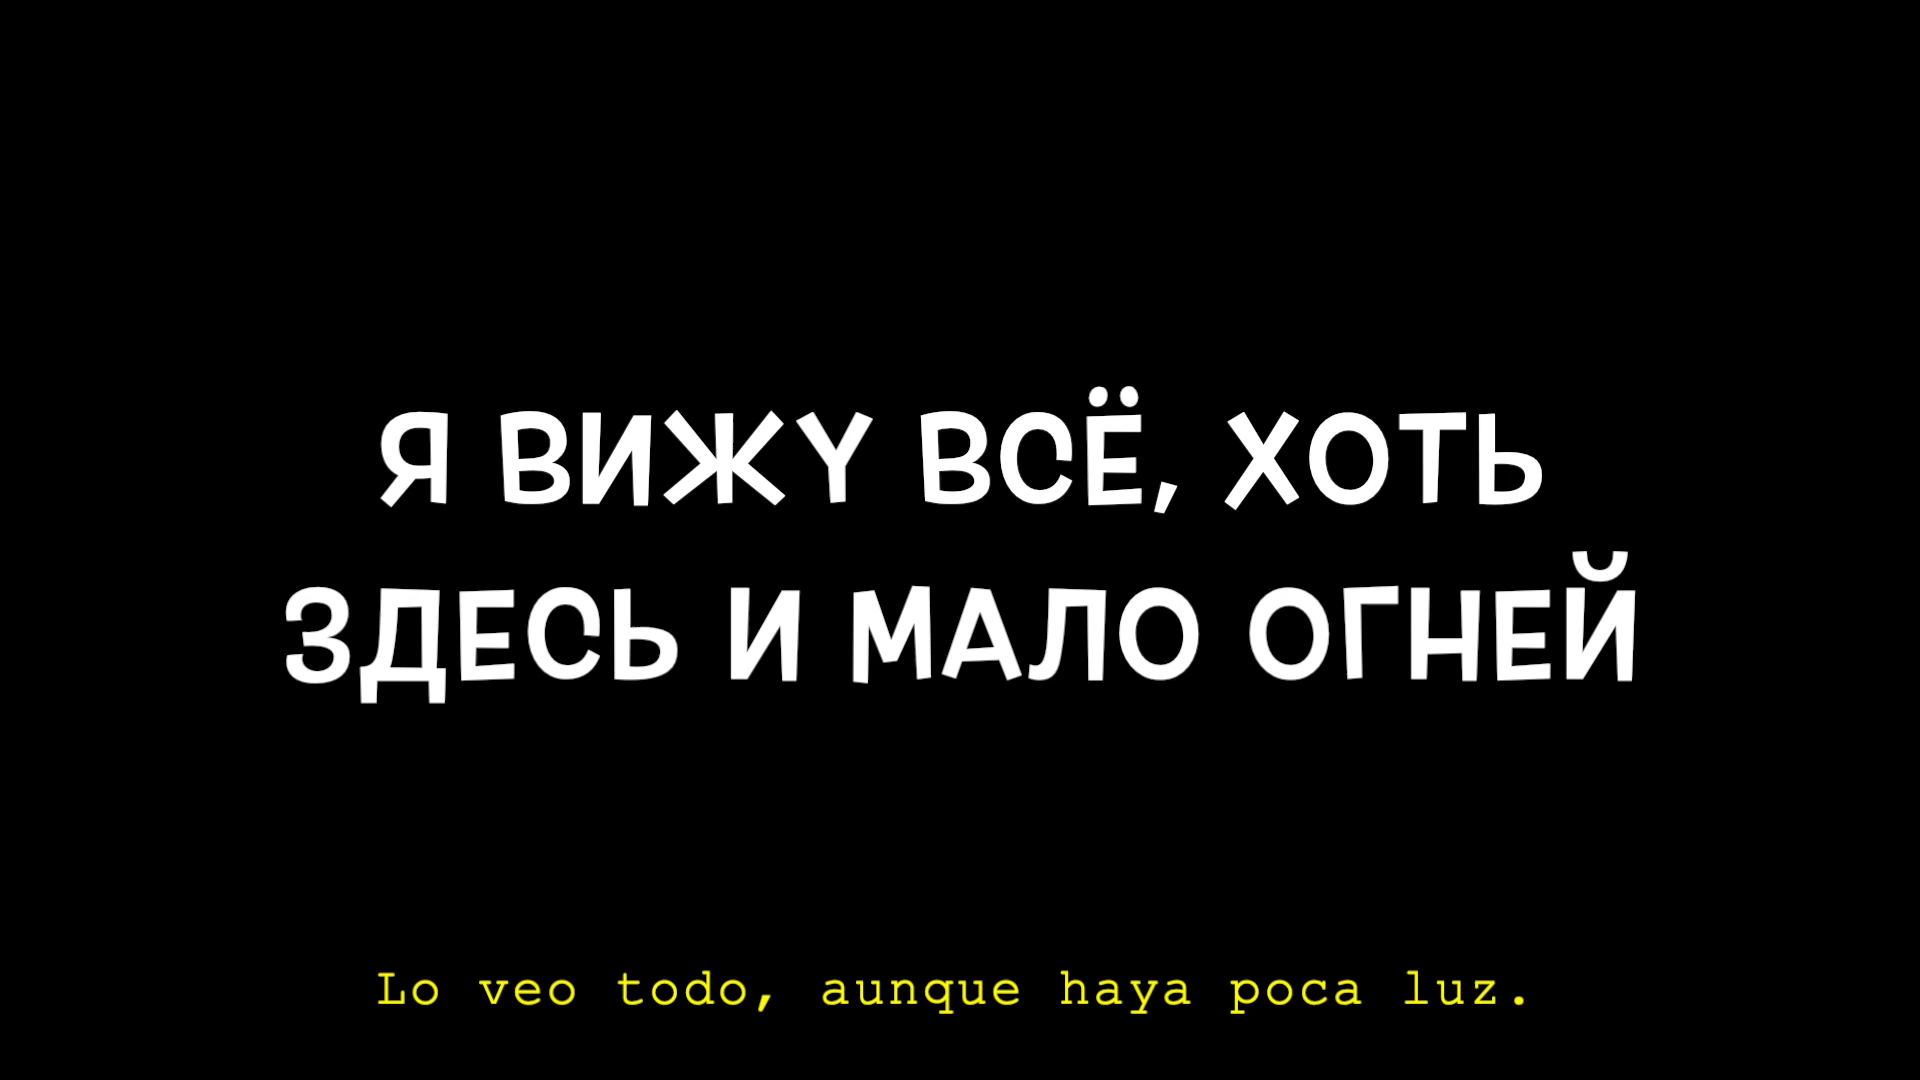 Я ВИЖУ ВСЁ, ХОТЬ
ЗДЕСЬ И МАЛО ОГНЕЙ
Lo veo todo, aunque haya poca luz.